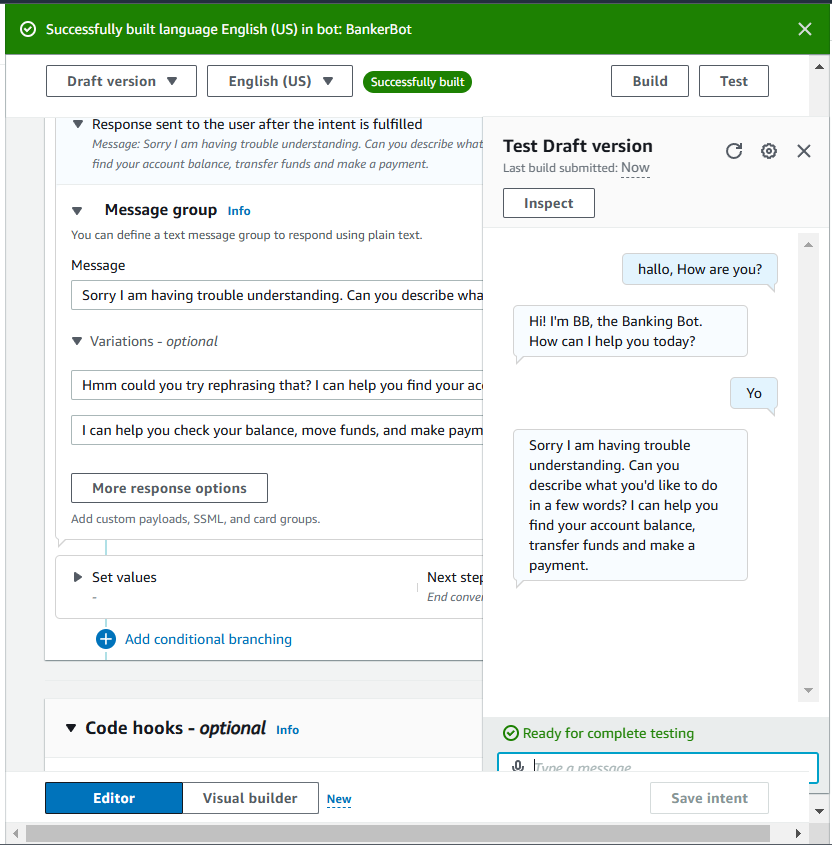 Successfully built language English (US) in bot: BankerBot
Draft version
English (US)
Successfully built
Build
Test
Response sent to the user after the intent is fulfilled
Message: Sorry I am having trouble understanding. Can you describe what
find your account balance, transfer funds and make a payment.
Message group Info
You can define a text message group to respond using plain text.
Message
Sorry I am having trouble understanding. Can you describe wha
Variations - optional
Hmm could you try rephrasing that? I can help you find your acc
I can help you check your balance, move funds, and make paym
More response options
Add custom payloads, SSML, and card groups.
Set values
-
Next step
End conver
Add conditional branching
Code hooks - optional Info
Test Draft version
Last build submitted: Now
Inspect
hallo, How are you?
Hi! I'm BB, the Banking Bot.
How can I help you today?
Yo
Sorry I am having trouble
understanding. Can you
describe what you'd like to do
in a few words? I can help you
find your account balance,
transfer funds and make a
payment.
Ready for complete testing
Type a message
Editor
Visual builder
New
Save intent